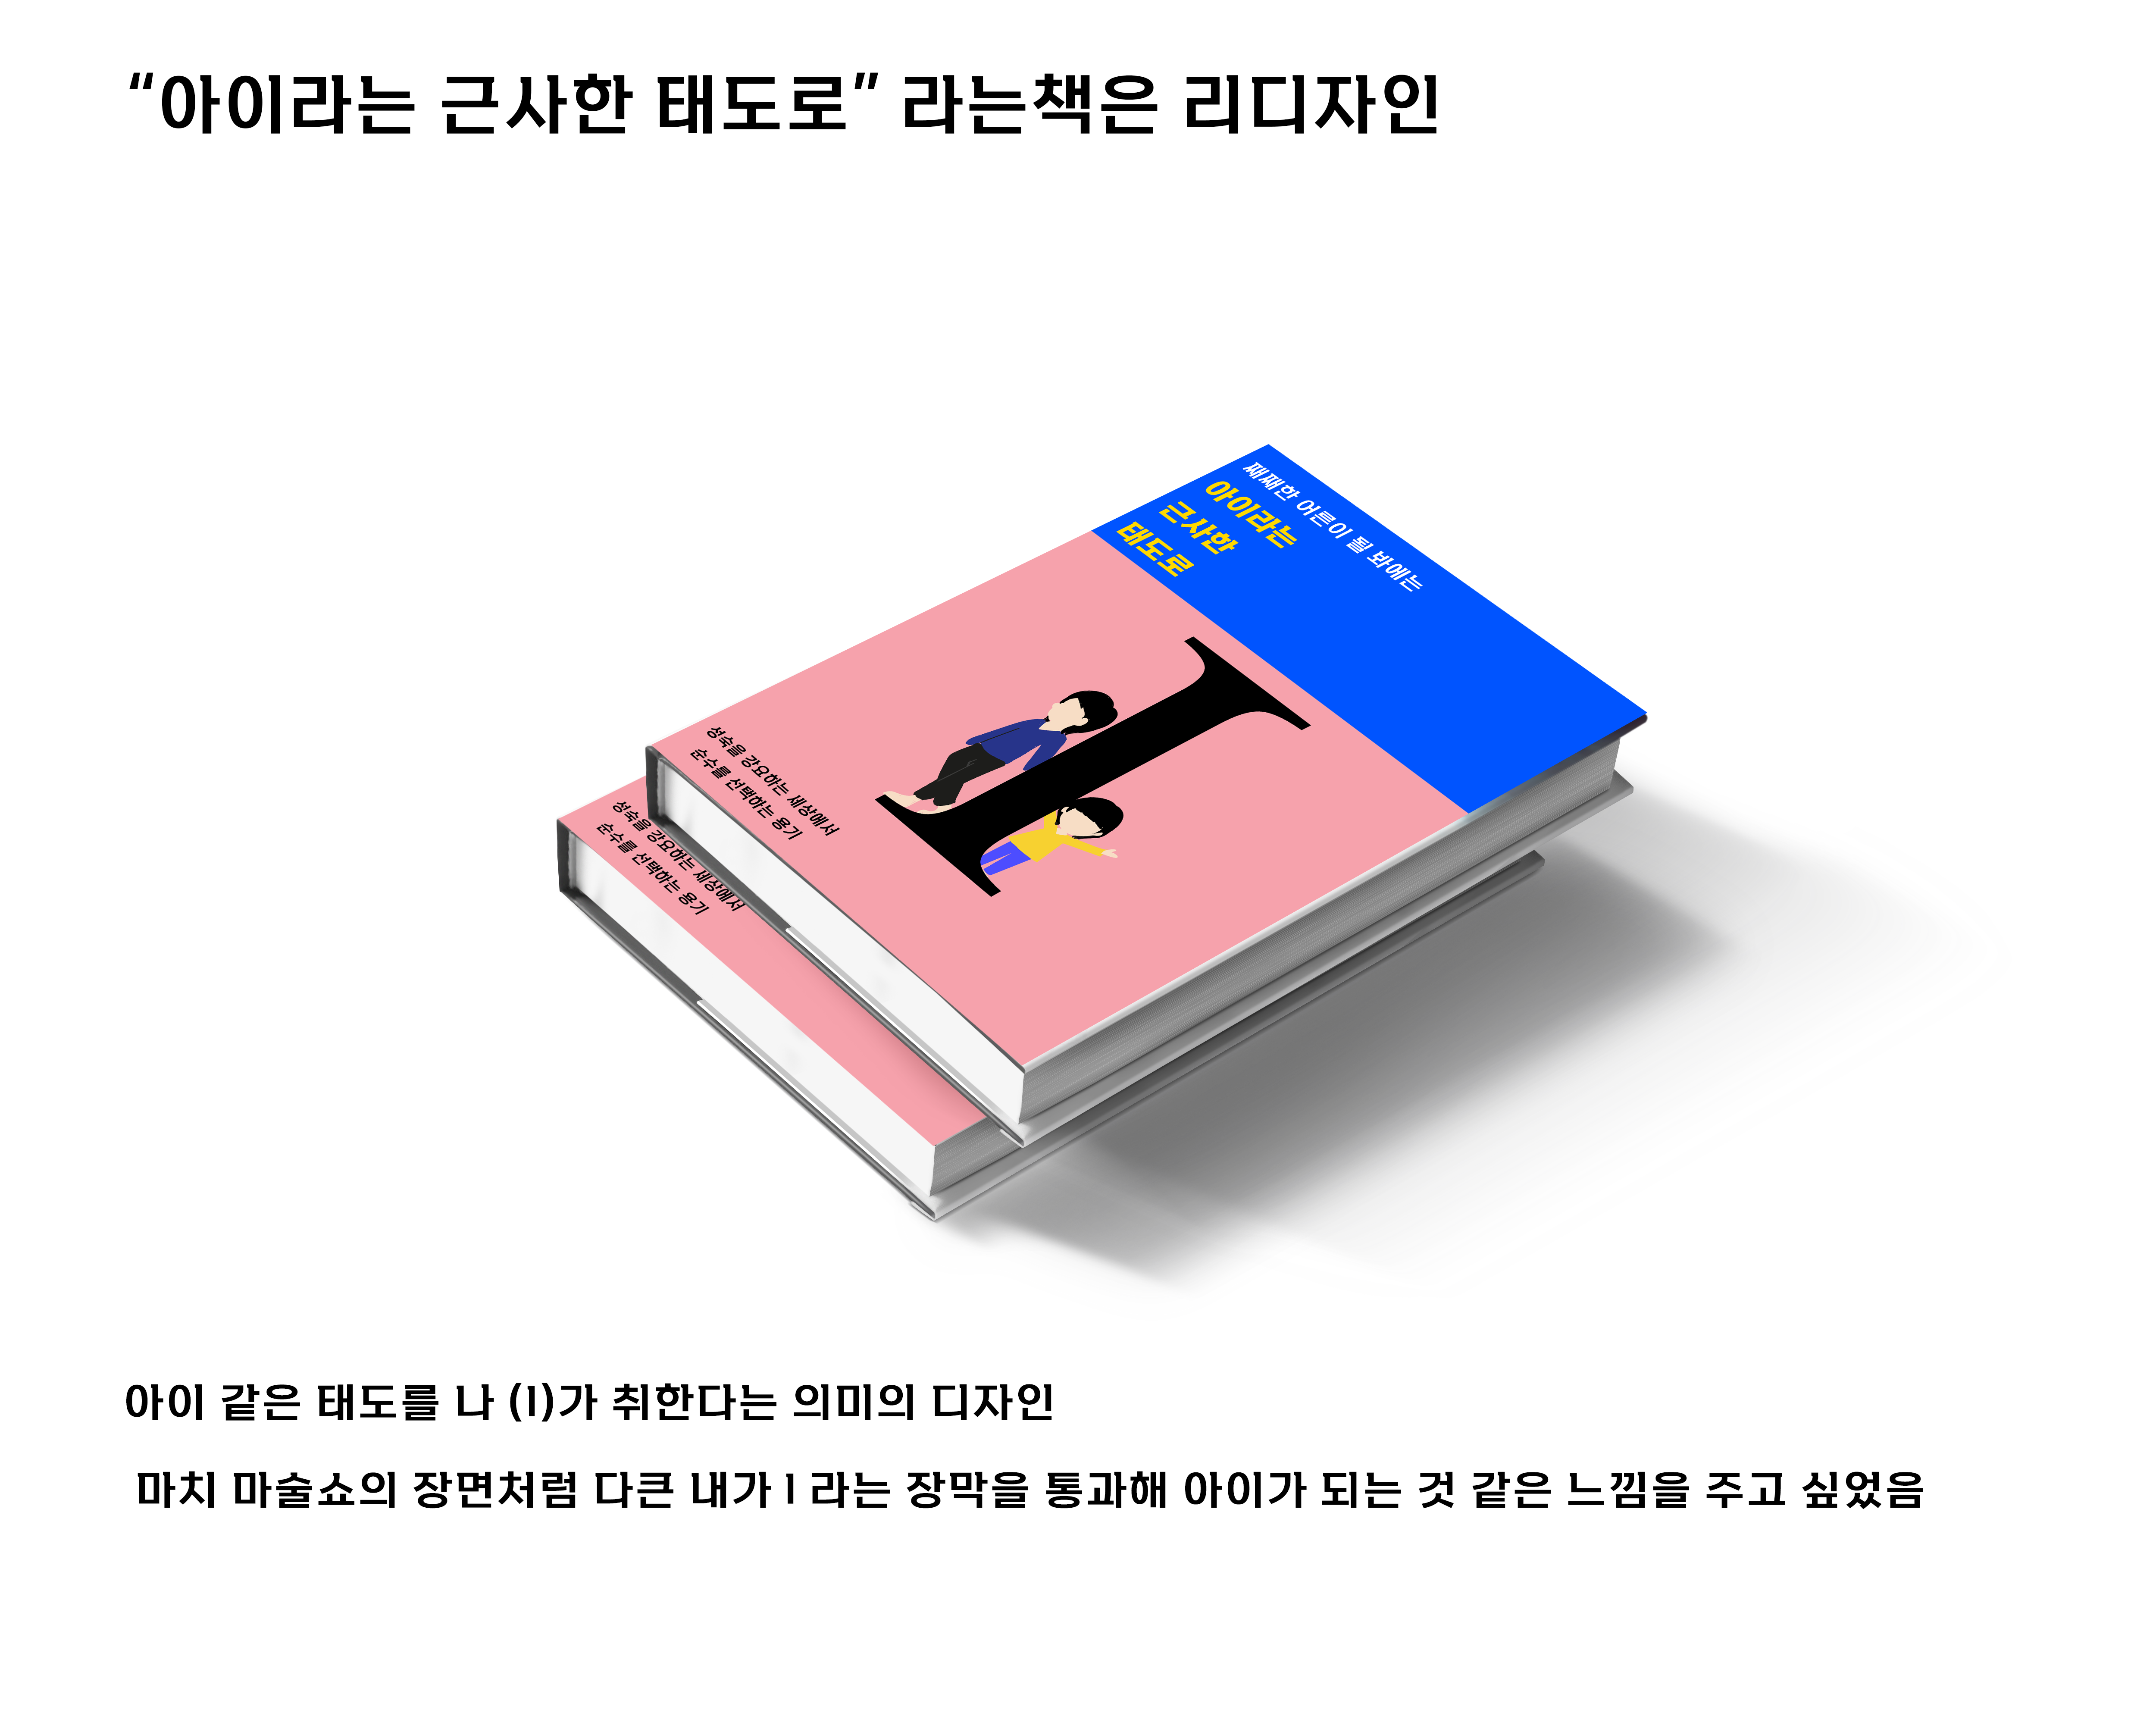 “아이라는 근사한 태도로” 라는책은 리디자인
째째한 어른이 될 봐에는
아이라는
근사한
태도로
I
성숙을 강요하는 세상에서
순수를 선택하는 용기
성숙을 강요하는 세상에서
순수를 선택하는 용기
아이 같은 태도를 나 (I)가 취한다는 의미의 디자인
마치 마술쇼의 장면처럼 다큰 내가 I 라는 장막을 통과해 아이가 되는 것 같은 느낌을 주고 싶었음